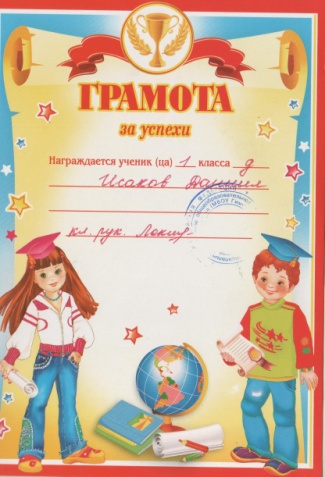 ГРАМОТА
за успехи
Награждается ученик (ца) 1 класса д
Исаков Даниил
кл. рук.